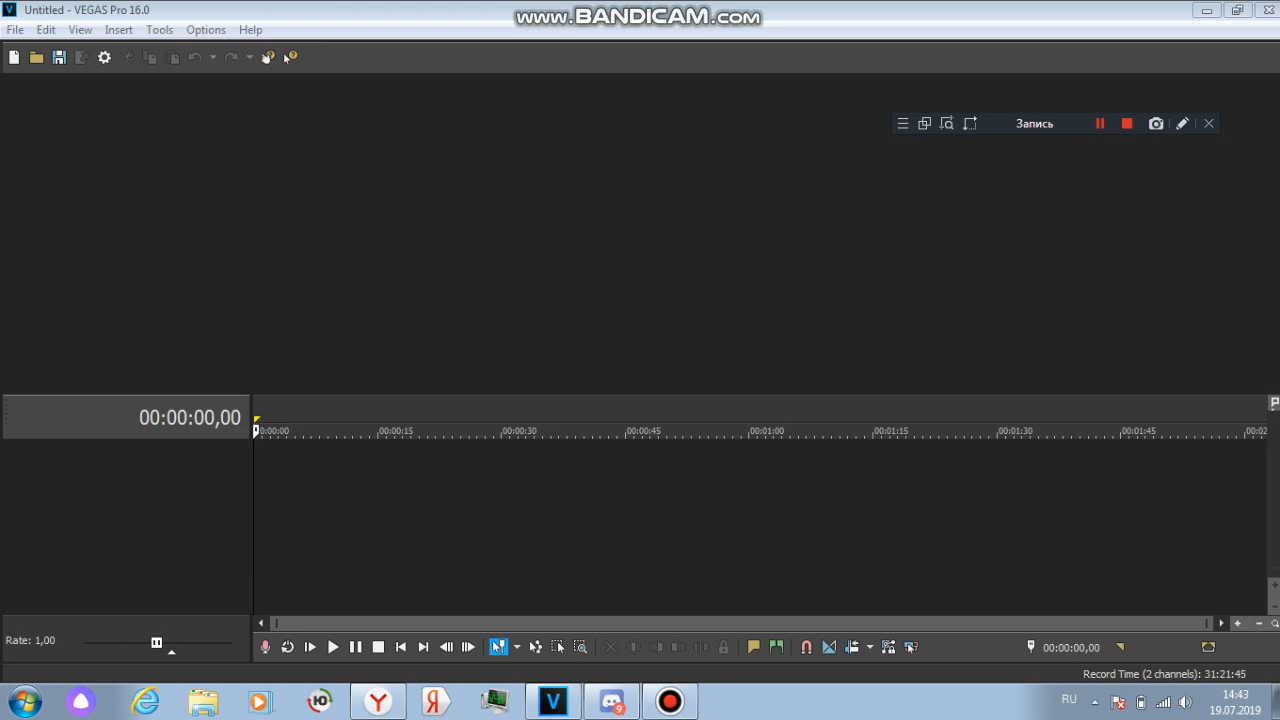 Untitled - VEGAS Pro 16.0
www.BANDICAM.com
File Edit View Insert Tools Options Help
Запись
00:00:00,00
0:00:00 00:00:15 00:00:30 00:00:45 00:01:00 00:01:15 00:01:30 00:01:45 00:02
Rate: 1,00
00:00:00,00
Record Time (2 channels): 31:21:45
RU
14:43
19.07.2019
9